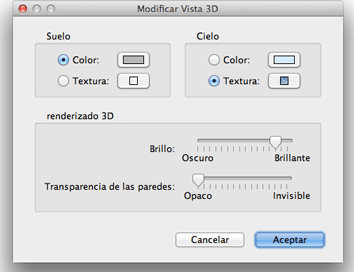 Modificar Vista 3D
Suelo
Cielo
Color:
Color:
Textura:
Textura:
renderizado 3D
Brillo:
Oscuro Brillante
Transparencia de las paredes:
Opaco Invisible
Cancelar Aceptar